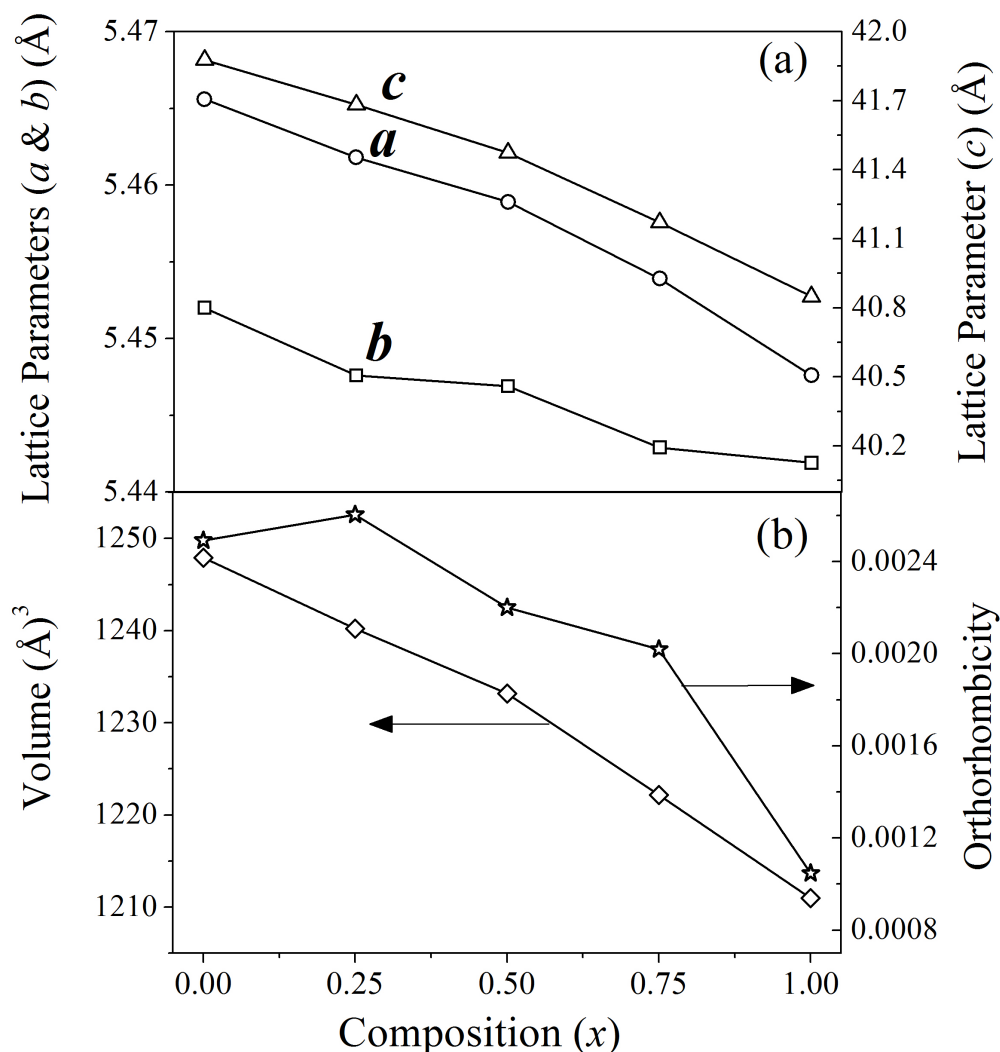 Lattice Parameters (a & b) (Å)
5.47
5.46
5.45
5.44
(a)
c
a
b
42.0
41.7
41.4
41.1
40.8
40.5
40.2
Lattice Parameter (c) (Å)
Volume (Å)³
1250
1240
1230
1220
1210
(b)
0.0024
0.0020
0.0016
0.0012
0.0008
Orthorhombicity
0.00 0.25 0.50 0.75 1.00
Composition (x)